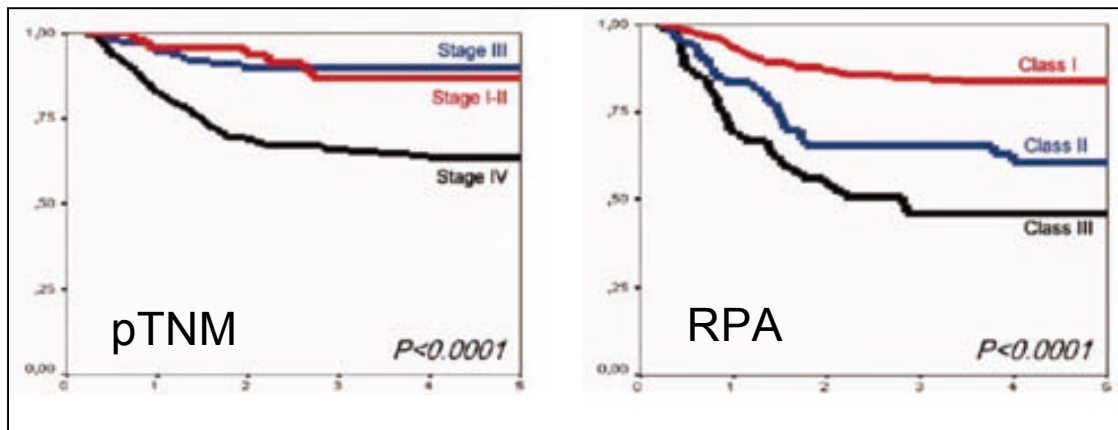 1,00
,75
,50
,25
0,00
Stage III
Stage I-II
Stage IV
pTNM
P<0.0001
0 1 2 3 4 5
1,00
,75
,50
,25
0,00
Class I
Class II
Class III
RPA
P<0.0001
0 1 2 3 4 5